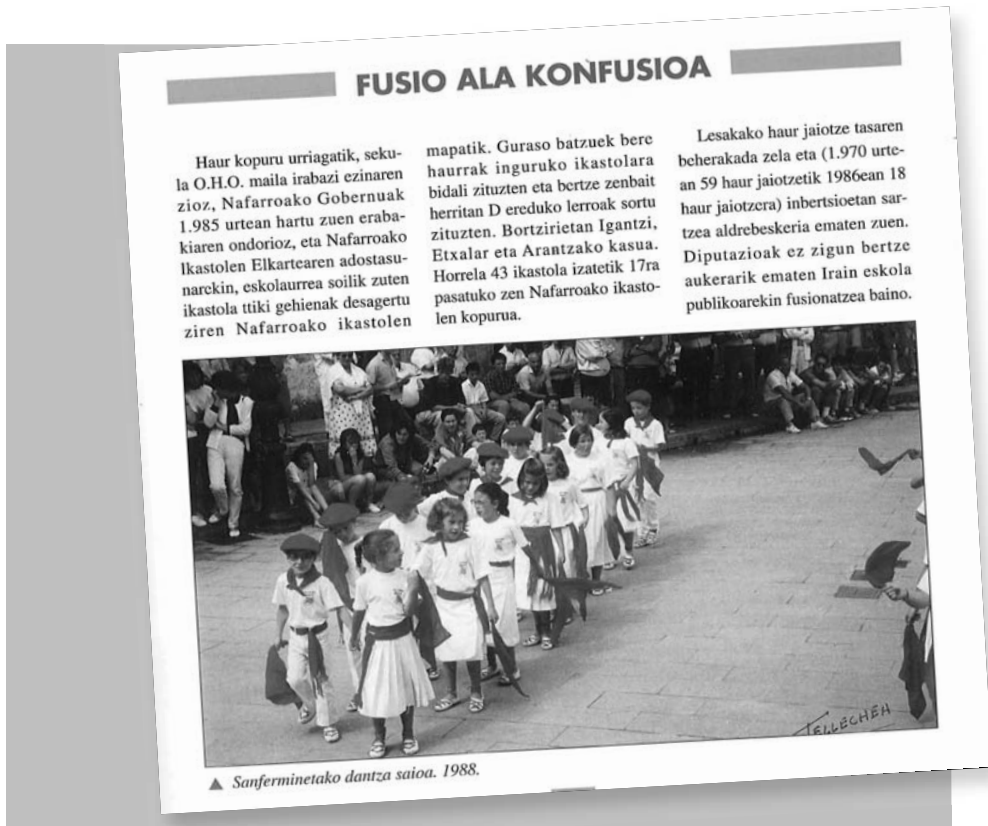 FUSIO ALA KONFUSIOA
Haur kopuru urriagatik, seku-
la O.H.O. maila irabazi ezinaren
zioz, Nafarroako Gobernuak
1.985 urtean hartu zuen eraba-
kiaren ondorioz, eta Nafarroako
Ikastolen Elkartearen adostasu-
narekin, eskolaurrea soilik zuten
ikastola ttiki gehienak desagertu
ziren Nafarroako ikastolen
mapatik. Guraso batzuek bere
haurrak inguruko ikastolara
bidali zituzten eta bertze zenbait
herritan D ereduko lerroak sortu
zituzten. Bortzirietan Igantzi,
Etxalar eta Arantzako kasua.
Horrela 43 ikastola izatetik 17ra
pasatuko zen Nafarroako ikasto-
len kopurua.
Lesakako haur jaiotze tasaren
beherakada zela eta (1.970 urte-
an 59 haur jaiotzetik 1986ean 18
haur jaiotzera) inbertsioetan sar-
tzea aldrebeskeria ematen zuen.
Diputazioak ez zigun bertze
aukerarik ematen Irain eskola
publikoarekin fusionatzea baino.
TELLECHEA
▲ Sanferminetako dantza saioa. 1988.